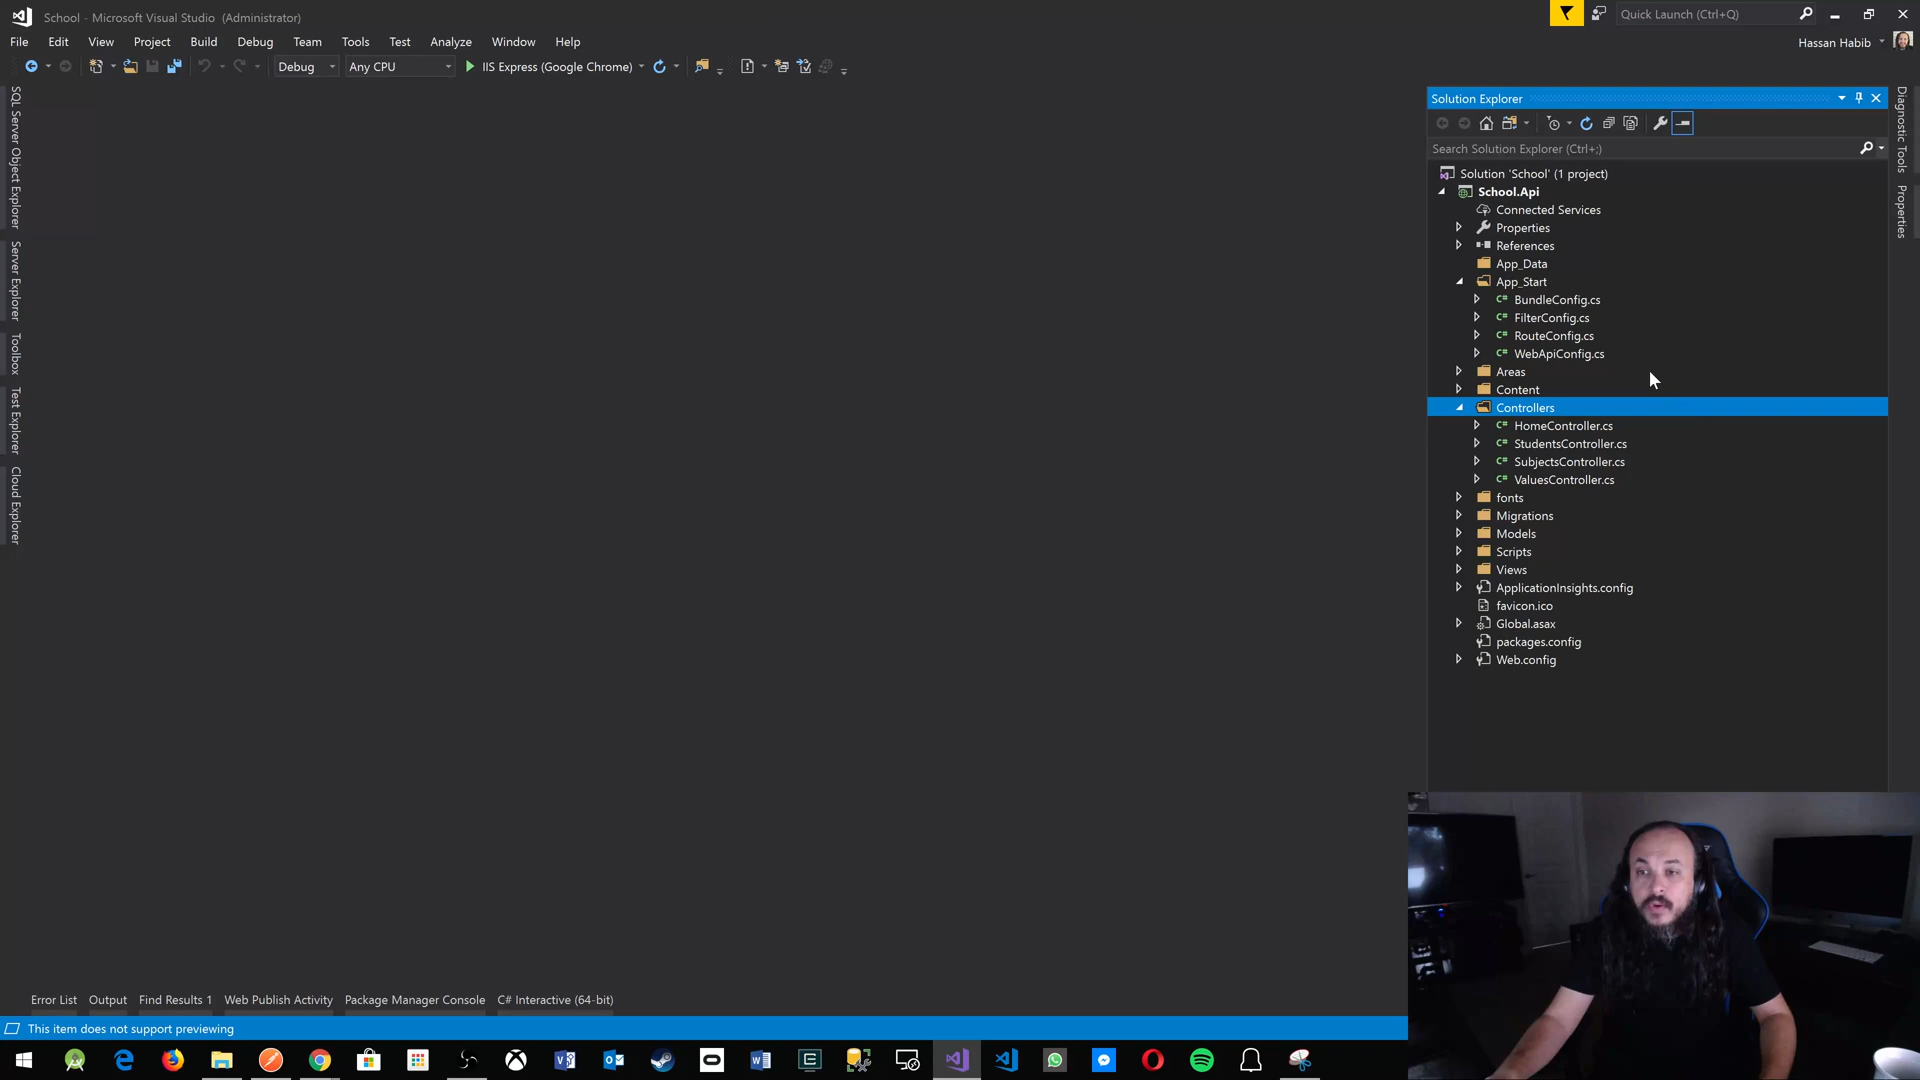 School - Microsoft Visual Studio (Administrator)
Quick Launch (Ctrl+Q)
File Edit View Project Build Debug Team Tools Test Analyze Window Help
Hassan Habib
Debug Any CPU IIS Express (Google Chrome)
SQL Server Object Explorer
Server Explorer
Toolbox
Test Explorer
Cloud Explorer
Solution Explorer
Search Solution Explorer (Ctrl+;)
Solution 'School' (1 project)
School.Api
Connected Services
Properties
References
App_Data
App_Start
BundleConfig.cs
FilterConfig.cs
RouteConfig.cs
WebApiConfig.cs
Areas
Content
Controllers
HomeController.cs
StudentsController.cs
SubjectsController.cs
ValuesController.cs
fonts
Migrations
Models
Scripts
Views
ApplicationInsights.config
favicon.ico
Global.asax
packages.config
Web.config
Diagnostic Tools
Properties
Error List Output Find Results 1 Web Publish Activity Package Manager Console C# Interactive (64-bit)
This item does not support previewing